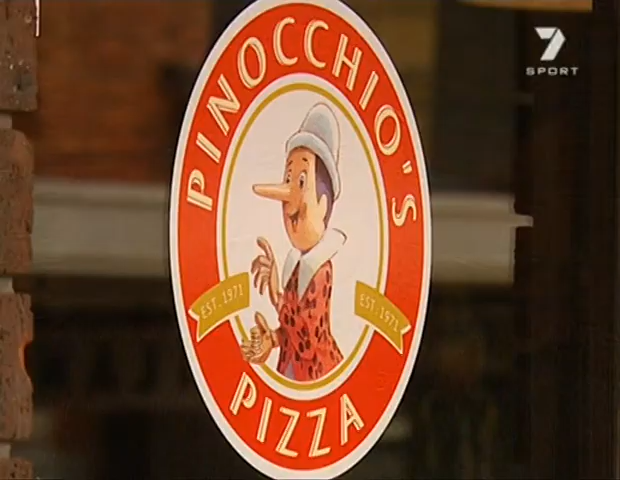 7
SPORT
PINOCCHIO'S
EST. 1971
EST. 1971
PIZZA